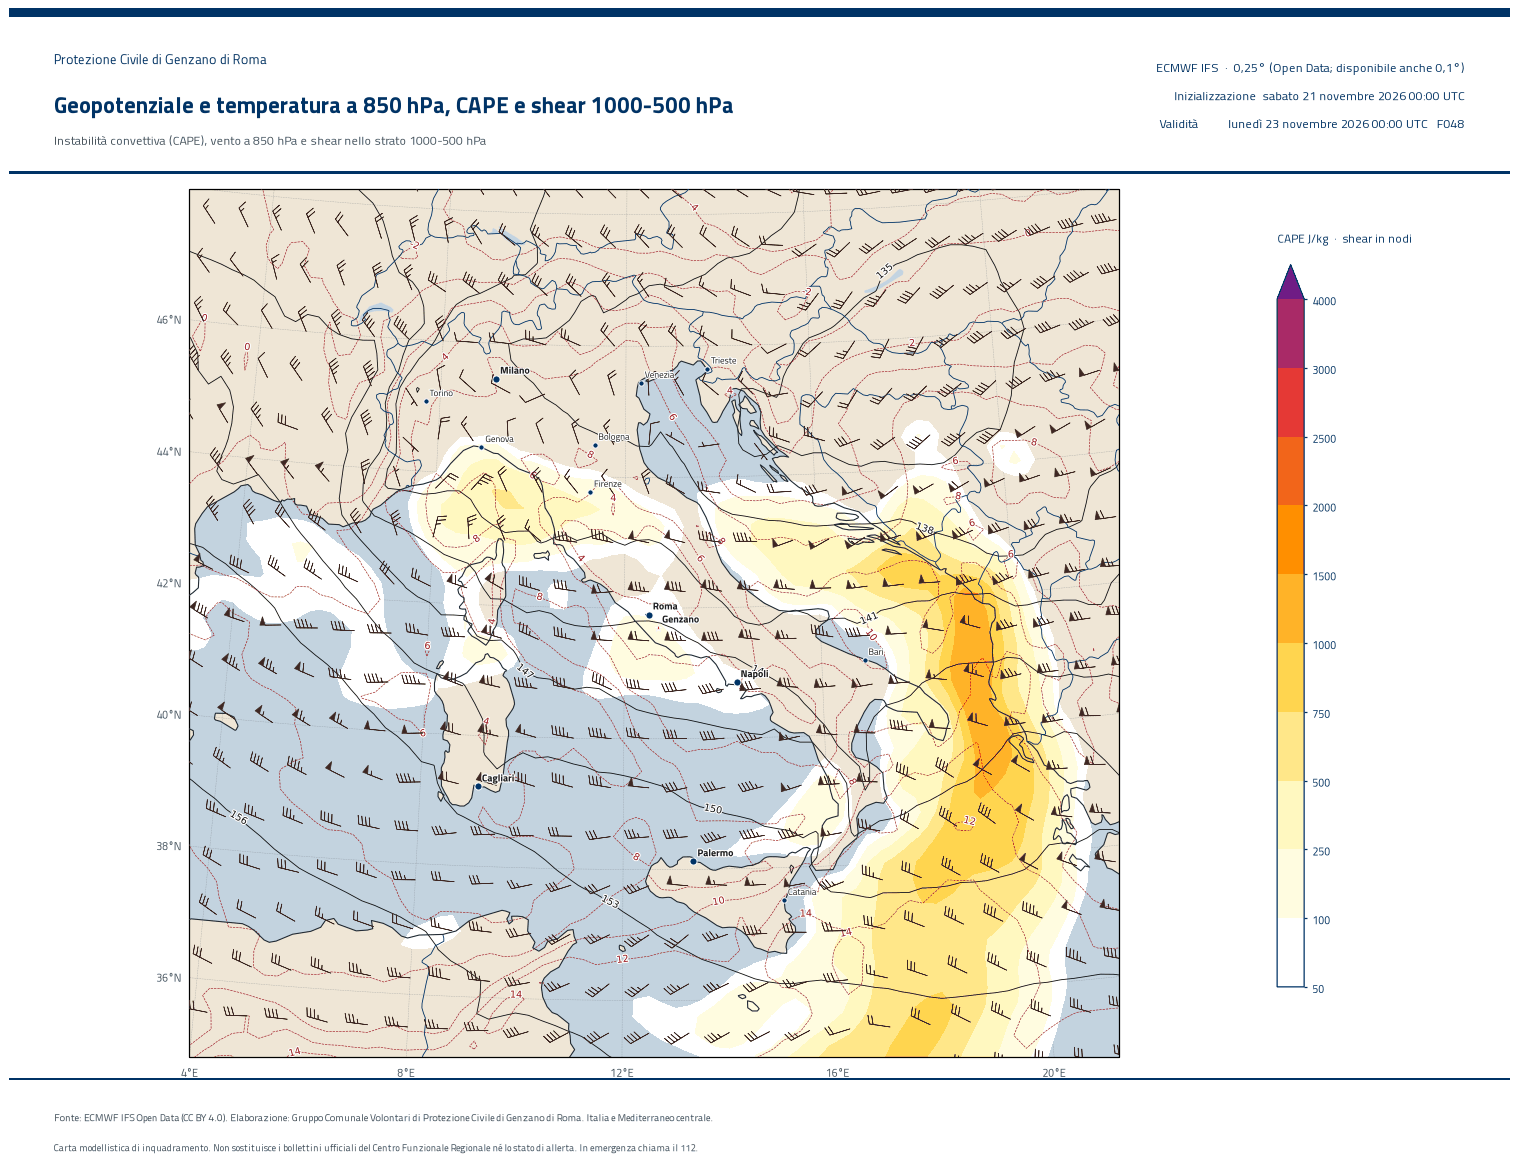 Protezione Civile di Genzano di Roma
Geopotenziale e temperatura a 850 hPa, CAPE e shear 1000-500 hPa
Instabilità convettiva (CAPE), vento a 850 hPa e shear nello strato 1000-500 hPa
ECMWF IFS · 0,25° (Open Data; disponibile anche 0,1°)
Inizializzazione sabato 21 novembre 2026 00:00 UTC
Validità lunedì 23 novembre 2026 00:00 UTC F048
CAPE J/kg · shear in nodi
4000
3000
2500
2000
1500
1000
750
500
250
100
50
46°N
44°N
42°N
40°N
38°N
36°N
4°E
8°E
12°E
16°E
20°E
Milano
Torino
Venezia
Trieste
Genova
Bologna
Firenze
Roma
Genzano
Napoli
Bari
Cagliari
Palermo
Catania
135
138
141
147
150
153
156
Fonte: ECMWF IFS Open Data (CC BY 4.0). Elaborazione: Gruppo Comunale Volontari di Protezione Civile di Genzano di Roma. Italia e Mediterraneo centrale.
Carta modellistica di inquadramento. Non sostituisce i bollettini ufficiali del Centro Funzionale Regionale né lo stato di allerta. In emergenza chiama il 112.